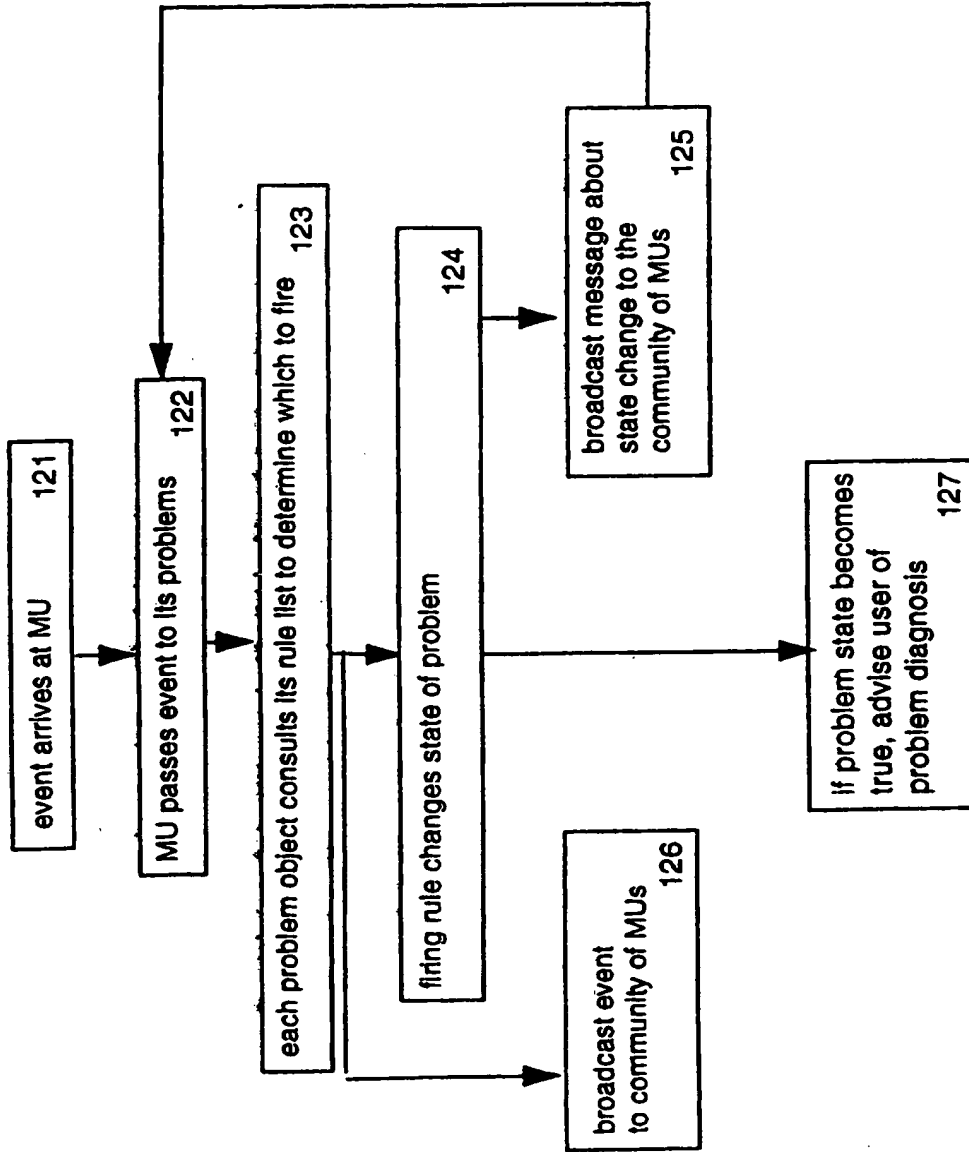 event arrives at MU 121
MU passes event to its problems 122
each problem object consults its rule list to determine which to fire 123
firing rule changes state of problem 124
broadcast message about
state change to the
community of MUs
125
broadcast event
to community of MUs
126
If problem state becomes
true, advise user of
problem diagnosis
127